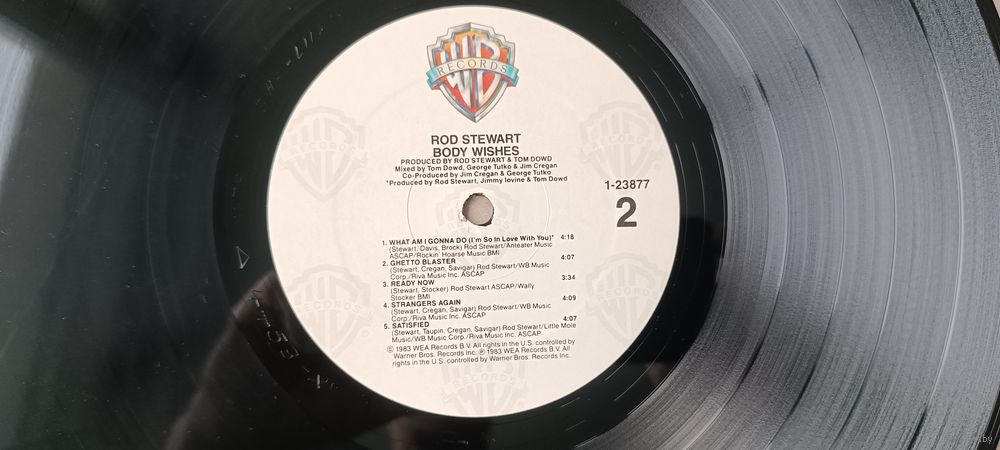 RECORDS
ROD STEWART
BODY WISHES
PRODUCED BY ROD STEWART & TOM DOWD
Mixed by Tom Dowd, George Tutko & Jim Cregan
Co-Produced by Jim Cregan & George Tutko
*Produced by Rod Stewart, Jimmy Iovine & Tom Dowd
1-23877
2
1. WHAT AM I GONNA DO (I'm So In Love With You)* 4:18
(Stewart, Davis, Brock) Rod Stewart/Anteater Music
ASCAP/Rockin' Hoarse Music BMI
2. GHETTO BLASTER 4:07
(Stewart, Cregan, Savigar) Rod Stewart/WB Music
Corp./Riva Music Inc. ASCAP
3. READY NOW 3:34
(Stewart, Stocker) Rod Stewart ASCAP/Wally
Stocker BMI
4. STRANGERS AGAIN 4:09
(Stewart, Cregan, Savigar) Rod Stewart/WB Music
Corp./Riva Music Inc. ASCAP
5. SATISFIED 4:07
(Stewart, Taupin, Cregan, Savigar) Rod Stewart/Little Mole
Music/WB Music Corp./Riva Music Inc. ASCAP
© 1983 WEA Records B.V. All rights in the U.S. controlled by
Warner Bros. Records Inc. ℗ 1983 WEA Records B.V. All
rights in the U.S. controlled by Warner Bros. Records Inc.